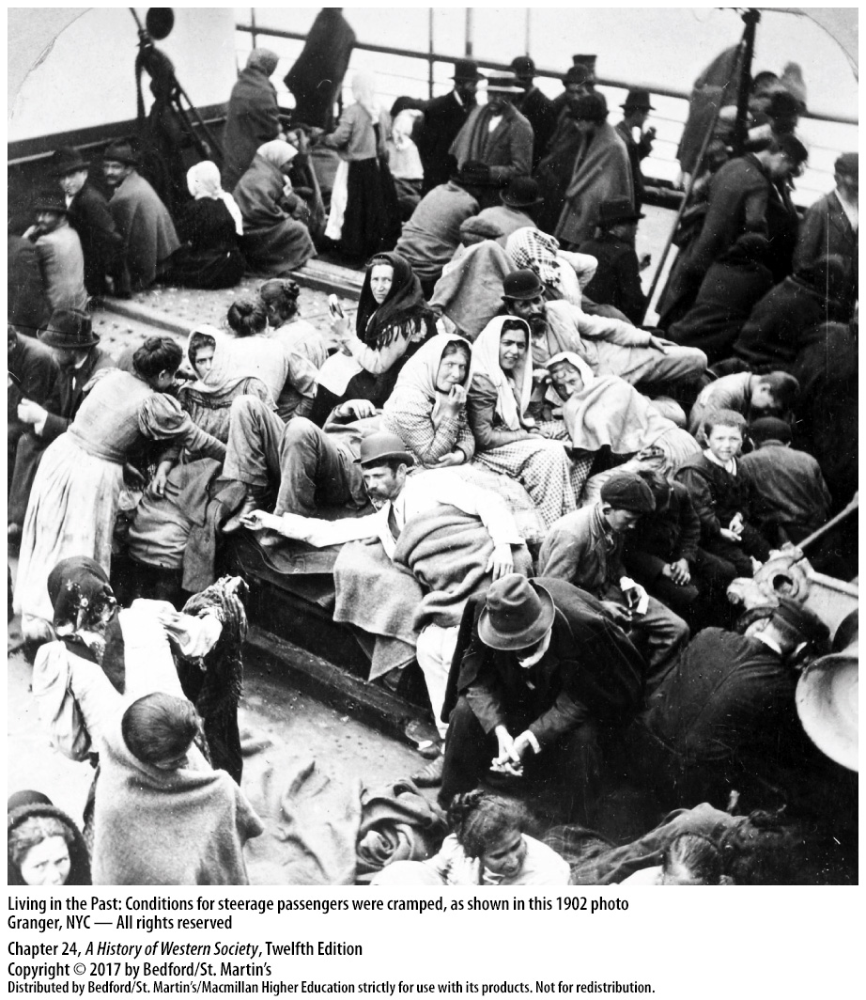 Living in the Past: Conditions for steerage passengers were cramped, as shown in this 1902 photo
Granger, NYC — All rights reserved
Chapter 24, A History of Western Society, Twelfth Edition
Copyright © 2017 by Bedford/St. Martin's
Distributed by Bedford/St. Martin's/Macmillan Higher Education strictly for use with its products. Not for redistribution.